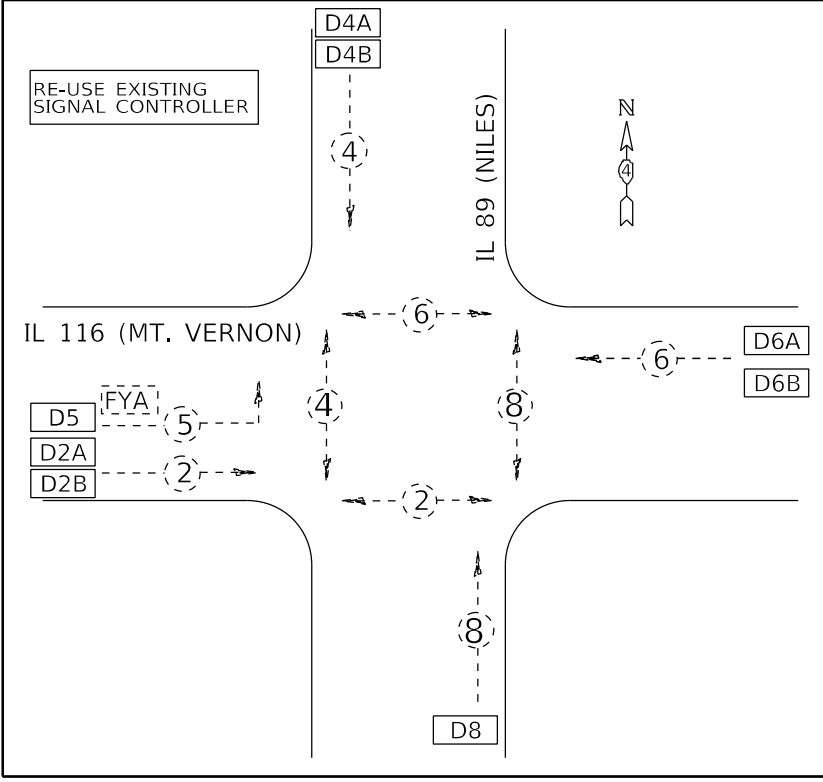 D4A
D4B
RE-USE EXISTING
SIGNAL CONTROLLER
4
IL 89 (NILES)
N
4
6
IL 116 (MT. VERNON)
D6A
6
D6B
FYA
D5
5
4
8
D2A
D2B
2
2
8
D8